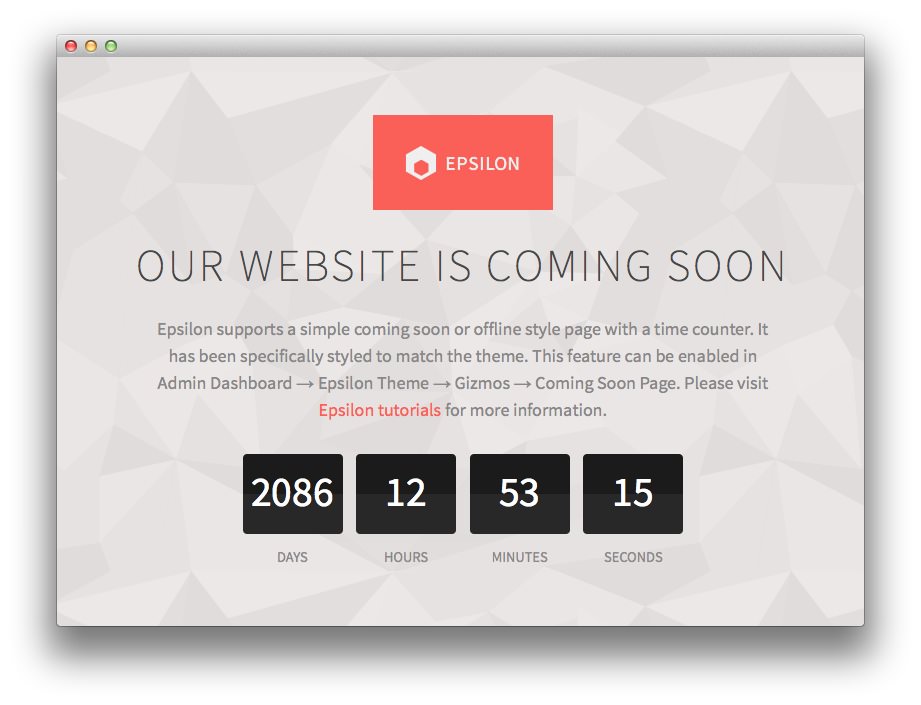 EPSILON
OUR WEBSITE IS COMING SOON
Epsilon supports a simple coming soon or offline style page with a time counter. It
has been specifically styled to match the theme. This feature can be enabled in
Admin Dashboard → Epsilon Theme → Gizmos → Coming Soon Page. Please visit
Epsilon tutorials for more information.
2086 12 53 15
DAYS HOURS MINUTES SECONDS